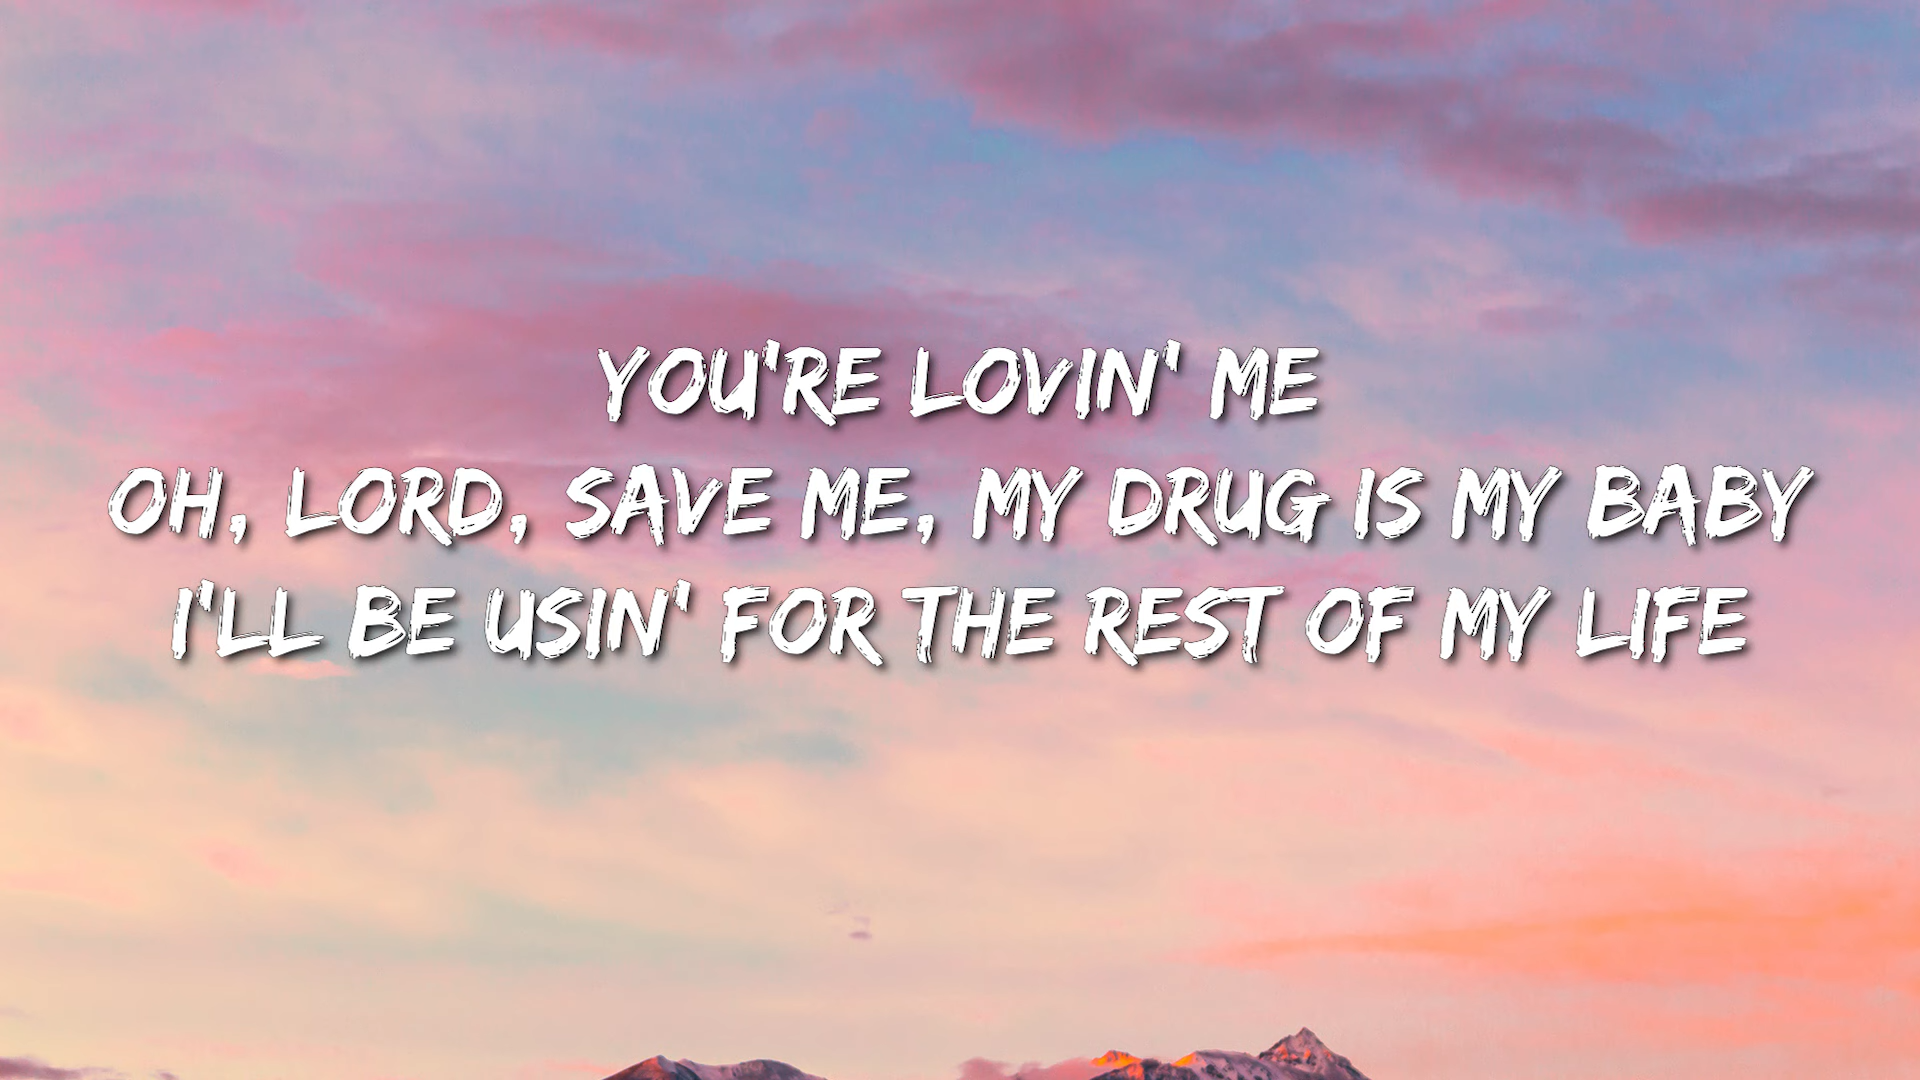 YOU'RE LOVIN' ME
OH, LORD, SAVE ME, MY DRUG IS MY BABY
I'LL BE USIN' FOR THE REST OF MY LIFE